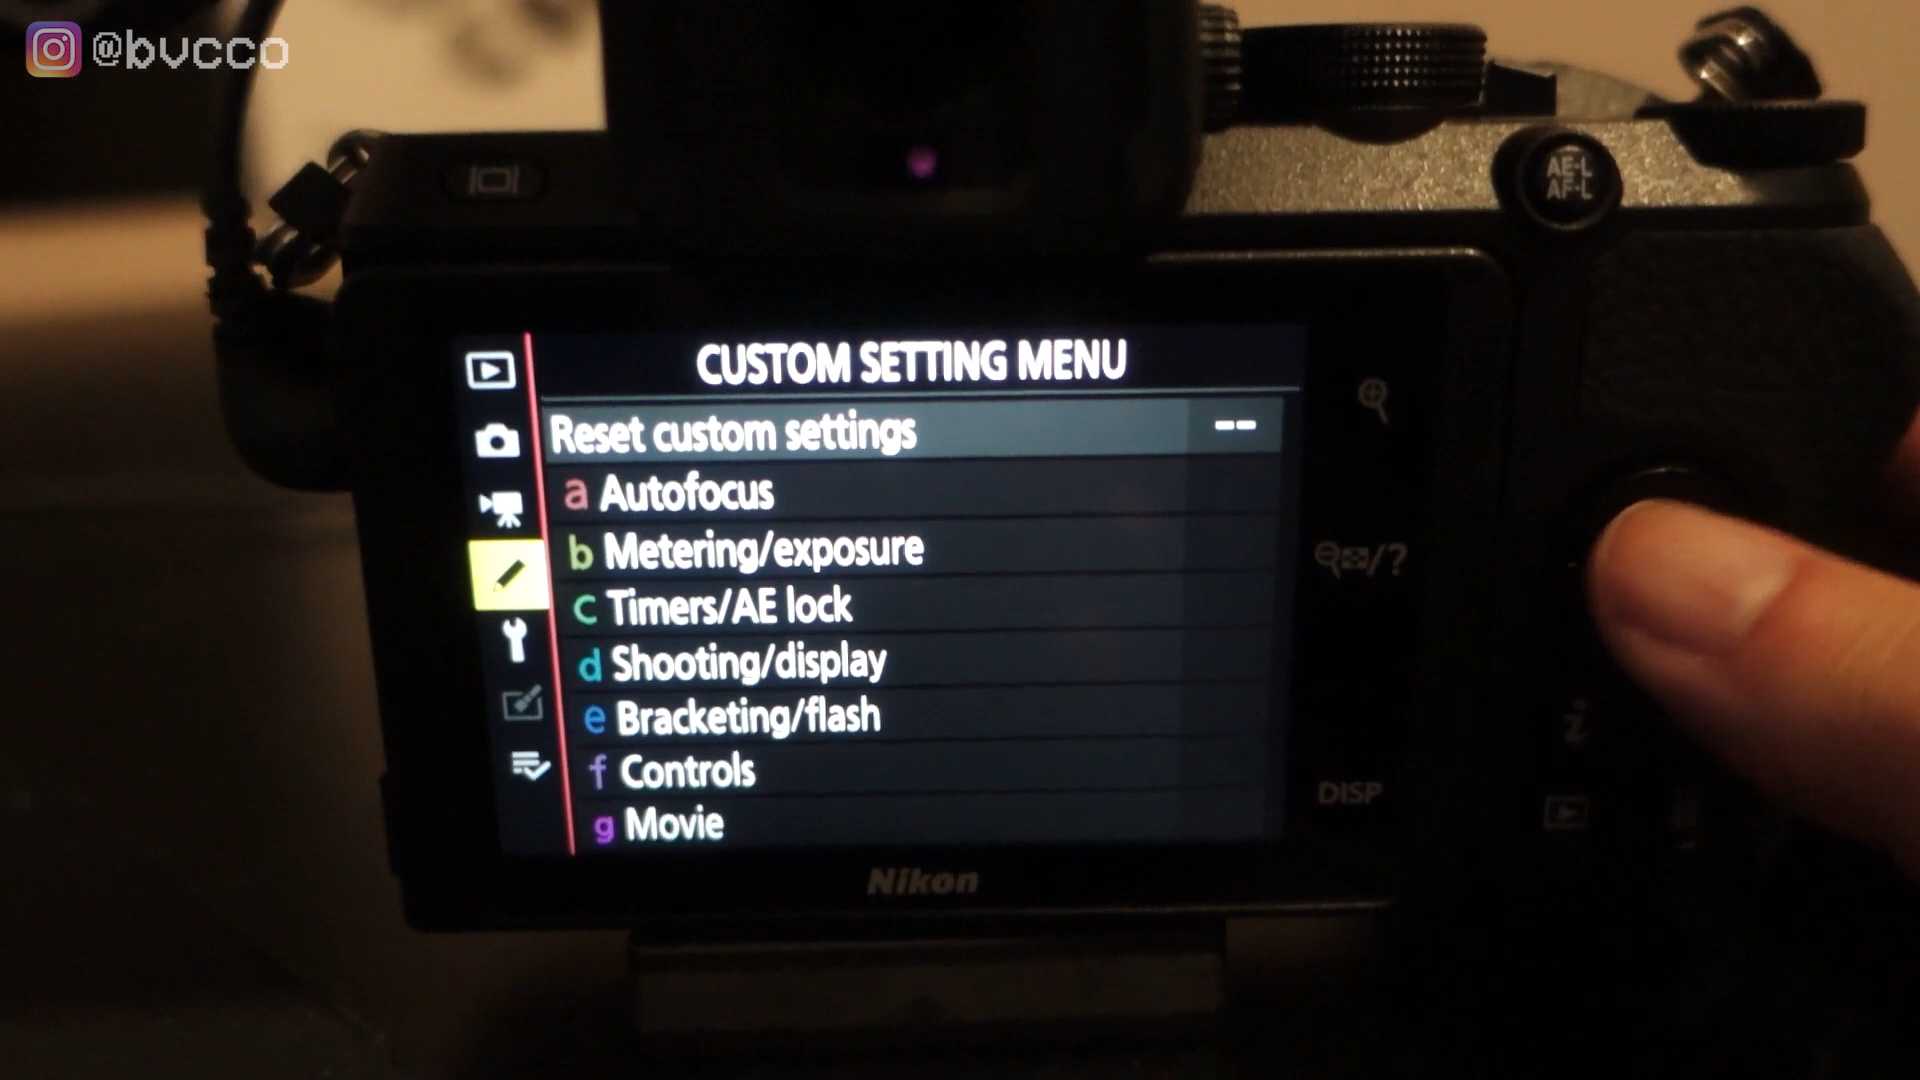 @bvcco
AE-L
AF-L
CUSTOM SETTING MENU
Reset custom settings --
a Autofocus
b Metering/exposure
c Timers/AE lock
d Shooting/display
e Bracketing/flash
f Controls
g Movie
/?
i
DISP
Nikon